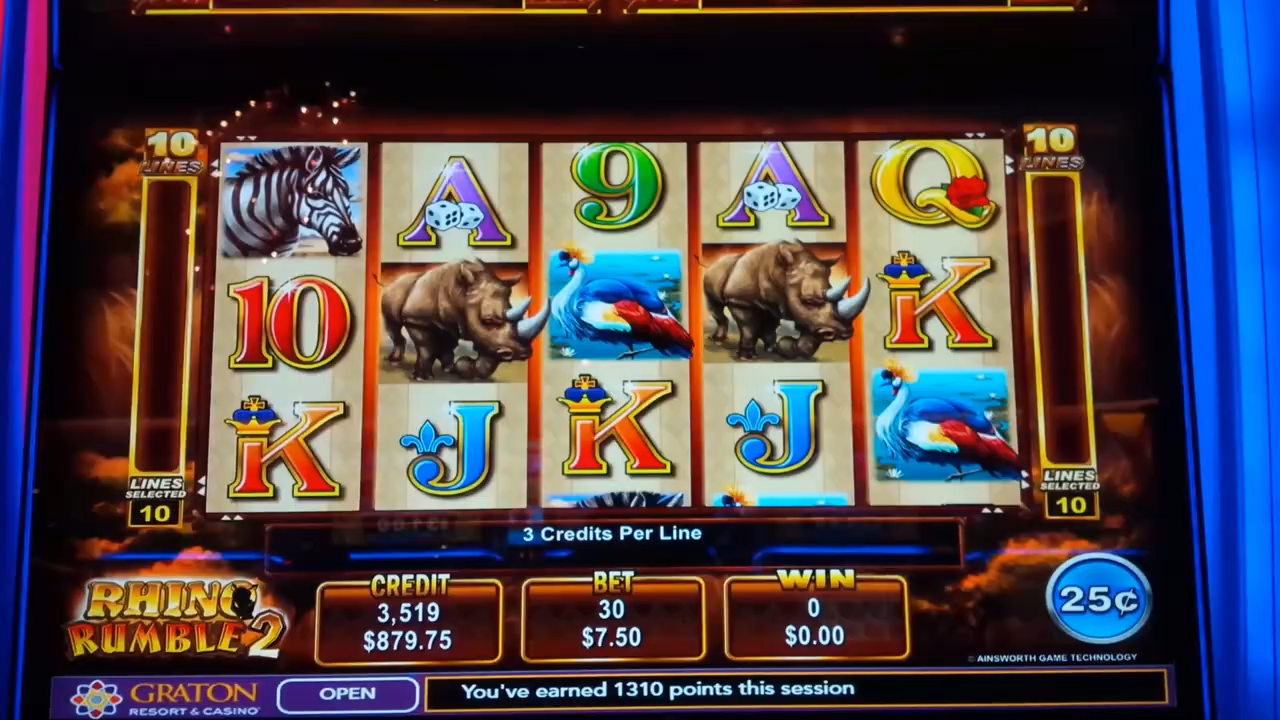 10
LINES
10
LINES
A
9
A
Q
10
K
K
J
K
J
LINES
SELECTED
10
LINES
SELECTED
10
3 Credits Per Line
RHINO
RUMBLE 2
CREDIT
3,519
$879.75
BET
30
$7.50
WIN
0
$0.00
25¢
© AINSWORTH GAME TECHNOLOGY
GRATON
RESORT & CASINO
OPEN
You've earned 1310 points this session